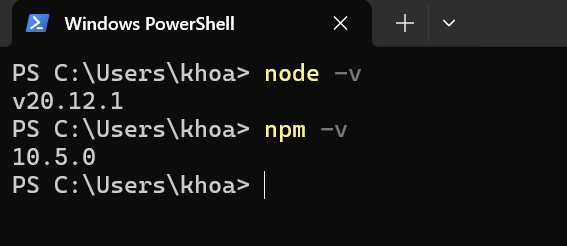 Windows PowerShell
PS C:\Users\khoa> node -v
v20.12.1
PS C:\Users\khoa> npm -v
10.5.0
PS C:\Users\khoa>